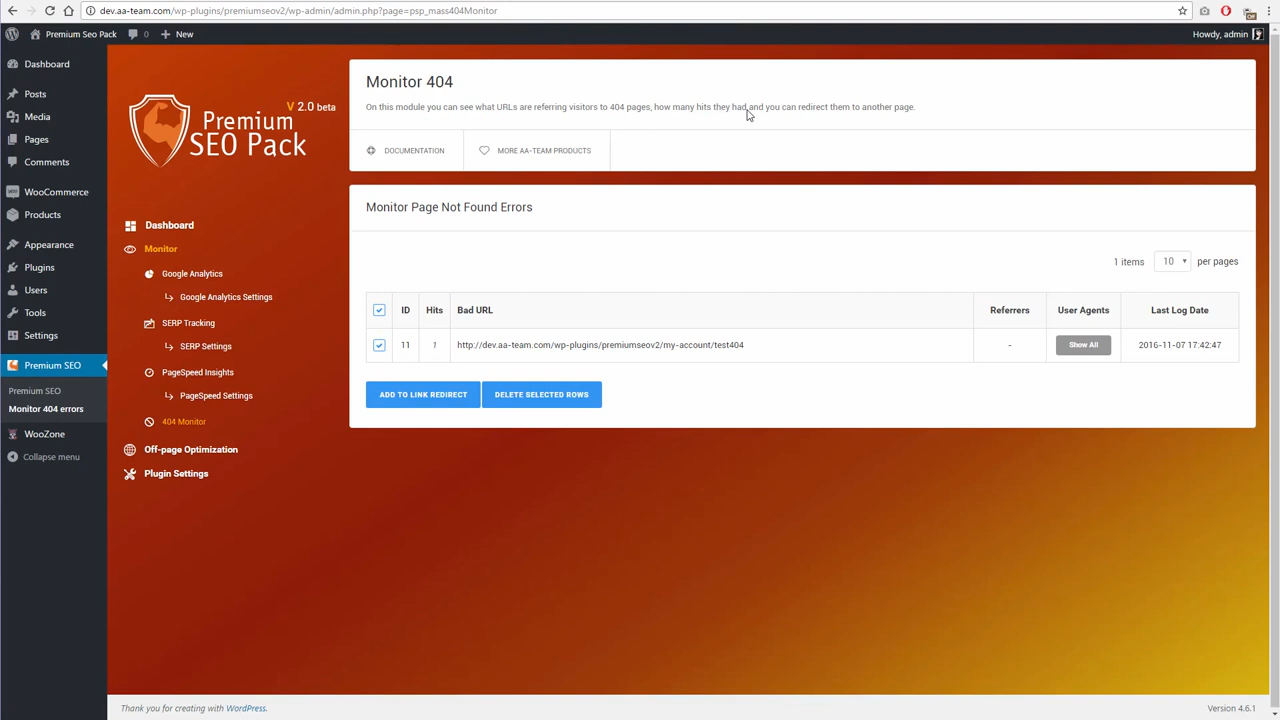 dev.aa-team.com/wp-plugins/premiumseov2/wp-admin/admin.php?page=psp_mass404Monitor
Off
Premium Seo Pack
0
New
Howdy, admin
Dashboard
Posts
Media
Pages
Comments
WooCommerce
Products
Appearance
Plugins
Users
Tools
Settings
Premium SEO
Premium SEO
Monitor 404 errors
WooZone
Collapse menu
V 2.0 beta
Premium
SEO Pack
Dashboard
Monitor
Google Analytics
Google Analytics Settings
SERP Tracking
SERP Settings
PageSpeed Insights
PageSpeed Settings
404 Monitor
Off-page Optimization
Plugin Settings
Monitor 404
On this module you can see what URLs are referring visitors to 404 pages, how many hits they had and you can redirect them to another page.
DOCUMENTATION
MORE AA-TEAM PRODUCTS
Monitor Page Not Found Errors
1 items
10
per pages
ID
Hits
Bad URL
Referrers
User Agents
Last Log Date
11
1
http://dev.aa-team.com/wp-plugins/premiumseov2/my-account/test404
-
Show All
2016-11-07 17:42:47
ADD TO LINK REDIRECT
DELETE SELECTED ROWS
Thank you for creating with WordPress.
Version 4.6.1